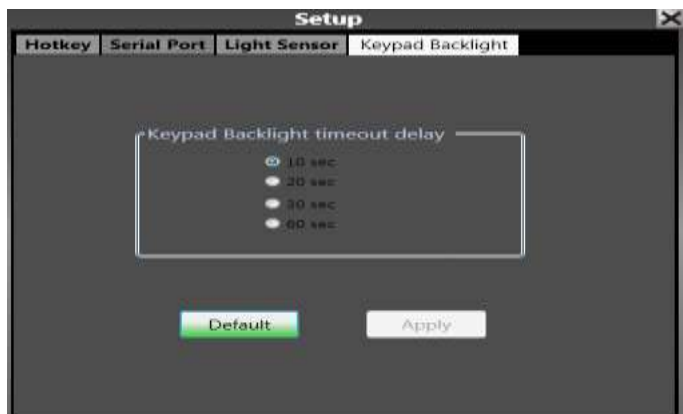 Setup
Hotkey Serial Port Light Sensor Keypad Backlight
Keypad Backlight timeout delay
10 sec
20 sec
30 sec
60 sec
Default Apply